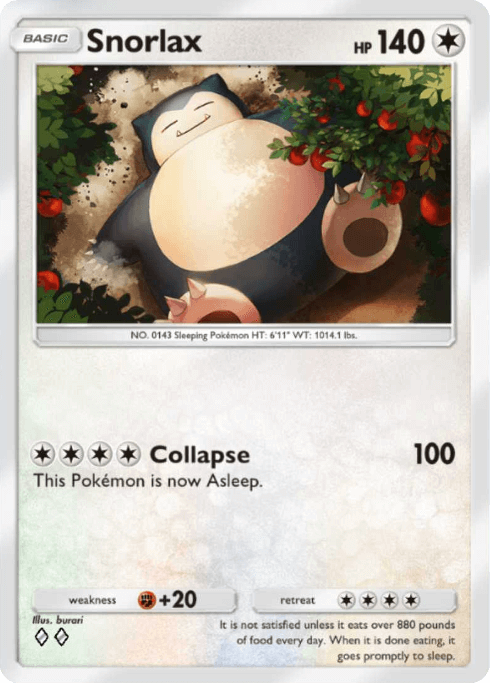 BASIC Snorlax HP 140
NO. 0143 Sleeping Pokémon HT: 6'11" WT: 1014.1 lbs.
Collapse 100
This Pokémon is now Asleep.
weakness +20 retreat
Illus. burari
It is not satisfied unless it eats over 880 pounds
of food every day. When it is done eating, it
goes promptly to sleep.